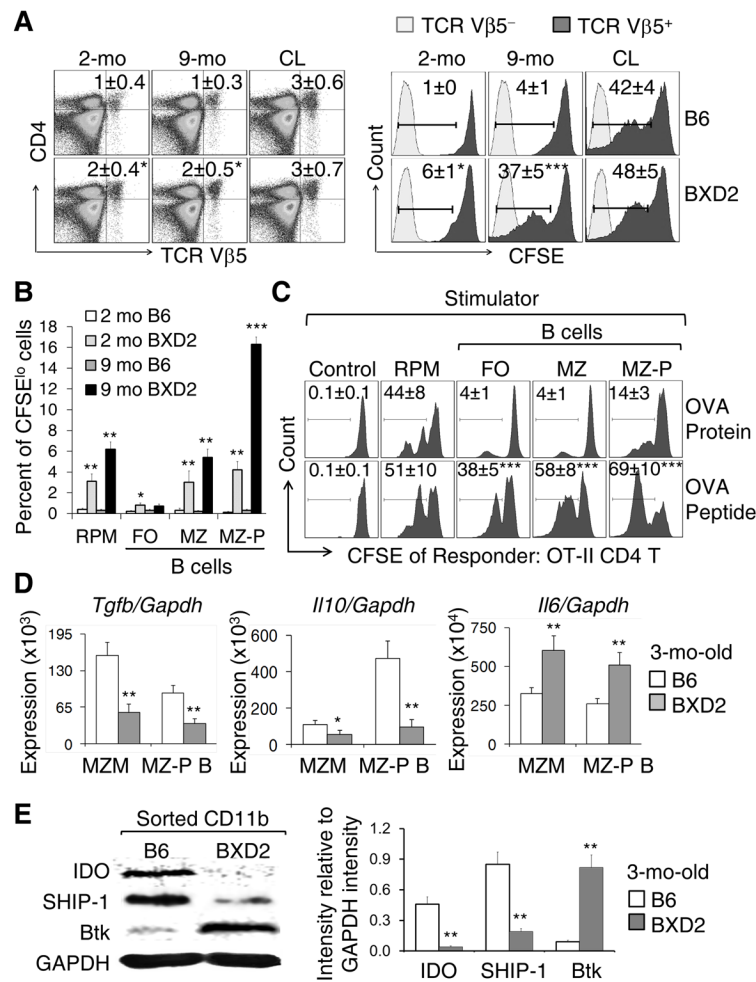 A
TCR Vβ5⁻ TCR Vβ5⁺
2-mo 9-mo CL 2-mo 9-mo CL
1±0.4 1±0.3 3±0.6 1±0 4±1 42±4 B6
2±0.4* 2±0.5* 3±0.7 6±1* 37±5*** 48±5 BXD2
CD4
Count
TCR Vβ5 CFSE
B
2 mo B6
2 mo BXD2
9 mo B6
9 mo BXD2
Percent of CFSEˡᵒ cells
18
16
14
12
10
8
6
4
2
0
** ** * ** ** ** ***
RPM FO MZ MZ-P
B cells
C
Stimulator
B cells
Control RPM FO MZ MZ-P
0.1±0.1 44±8 4±1 4±1 14±3 OVA
Protein
0.1±0.1 51±10 38±5*** 58±8*** 69±10*** OVA
Peptide
Count
CFSE of Responder: OT-II CD4 T
D
Tgfb/Gapdh Il10/Gapdh Il6/Gapdh
Expression (x10³)
195
130
65
0
** **
MZM MZ-P B
Expression (x10³)
600
400
200
0
* **
MZM MZ-P B
Expression (x10⁴)
750
500
250
0
** **
MZM MZ-P B
3-mo-old
B6
BXD2
E
Sorted CD11b
B6 BXD2
IDO
SHIP-1
Btk
GAPDH
Intensity relative to
GAPDH intensity
1.2
0.9
0.6
0.3
0.0
** ** **
IDO SHIP-1 Btk
3-mo-old
B6
BXD2